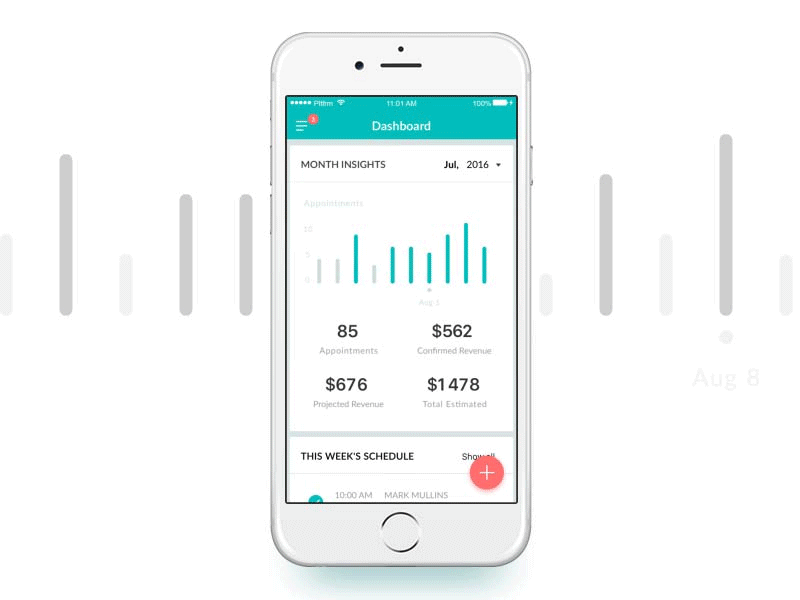 Pltfrm 11:01 AM 100%
3
Dashboard
MONTH INSIGHTS Jul, 2016
Appointments
10
5
0
Aug 1
85 $562
Appointments Confirmed Revenue
$676 $1478
Projected Revenue Total Estimated
Aug 8
THIS WEEK'S SCHEDULE Show all
10:00 AM MARK MULLINS